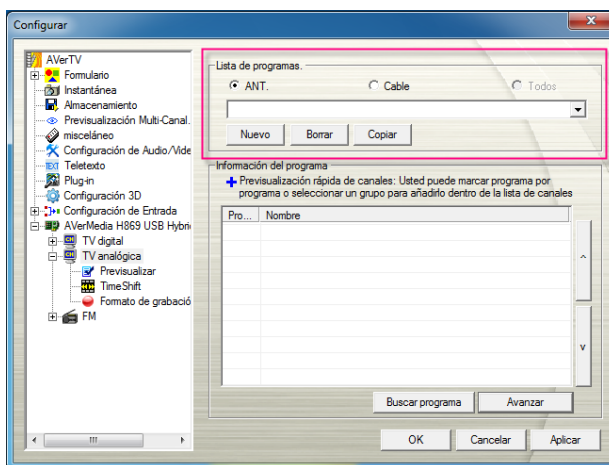 Configurar
AVerTV
Formulario
Instantánea
Almacenamiento
Previsualización Multi-Canal.
misceláneo
Configuración de Audio/Vide
TEXT Teletexto
Plug-in
Configuración 3D
Configuración de Entrada
AVerMedia H869 USB Hybri
TV digital
TV analógica
Previsualizar
TimeShift
Formato de grabació
FM
Lista de programas.
ANT. Cable Todos
Nuevo Borrar Copiar
Información del programa
Previsualización rápida de canales: Usted puede marcar programa por
programa o seleccionar un grupo para añadirlo dentro de la lista de canales
Pro... Nombre
Buscar programa Avanzar
OK Cancelar Aplicar